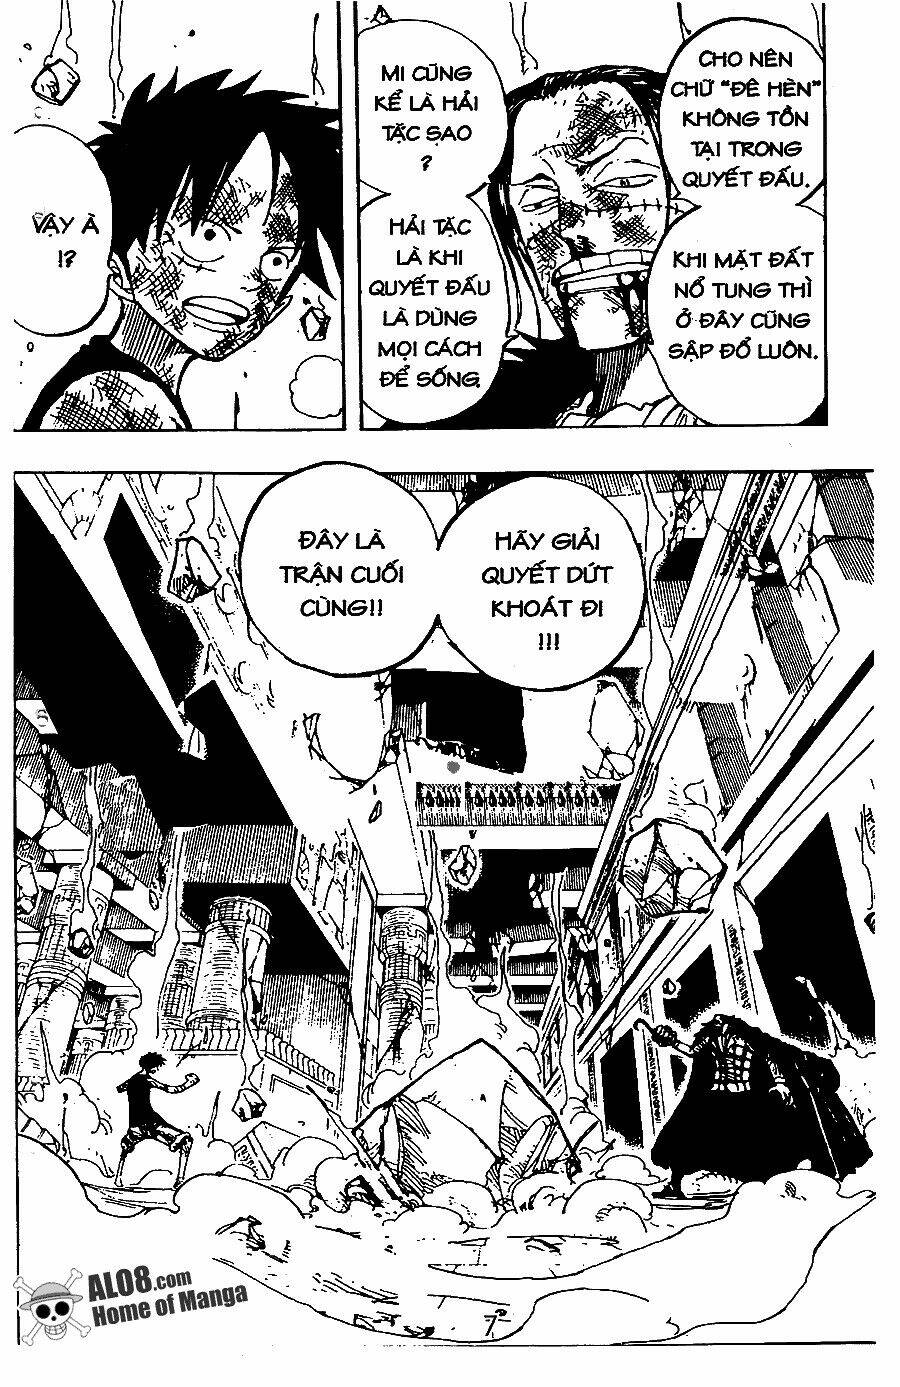 CHO NÊN
CHỮ "ĐÊ HÈN"
KHÔNG TỒN
TẠI TRONG
QUYẾT ĐẤU.
KHI MẶT ĐẤT
NỔ TUNG THÌ
Ở ĐÂY CŨNG
SẬP ĐỔ LUÔN.
MI CŨNG
KỂ LÀ HẢI
TẶC SAO
?
HẢI TẶC
LÀ KHI
QUYẾT ĐẤU
LÀ DÙNG
MỌI CÁCH
ĐỂ SỐNG.
VẬY À
!?
HÃY GIẢI
QUYẾT DỨT
KHOÁT ĐI
!!!
ĐÂY LÀ
TRẬN CUỐI
CÙNG!!
AL08.com
Home of Manga